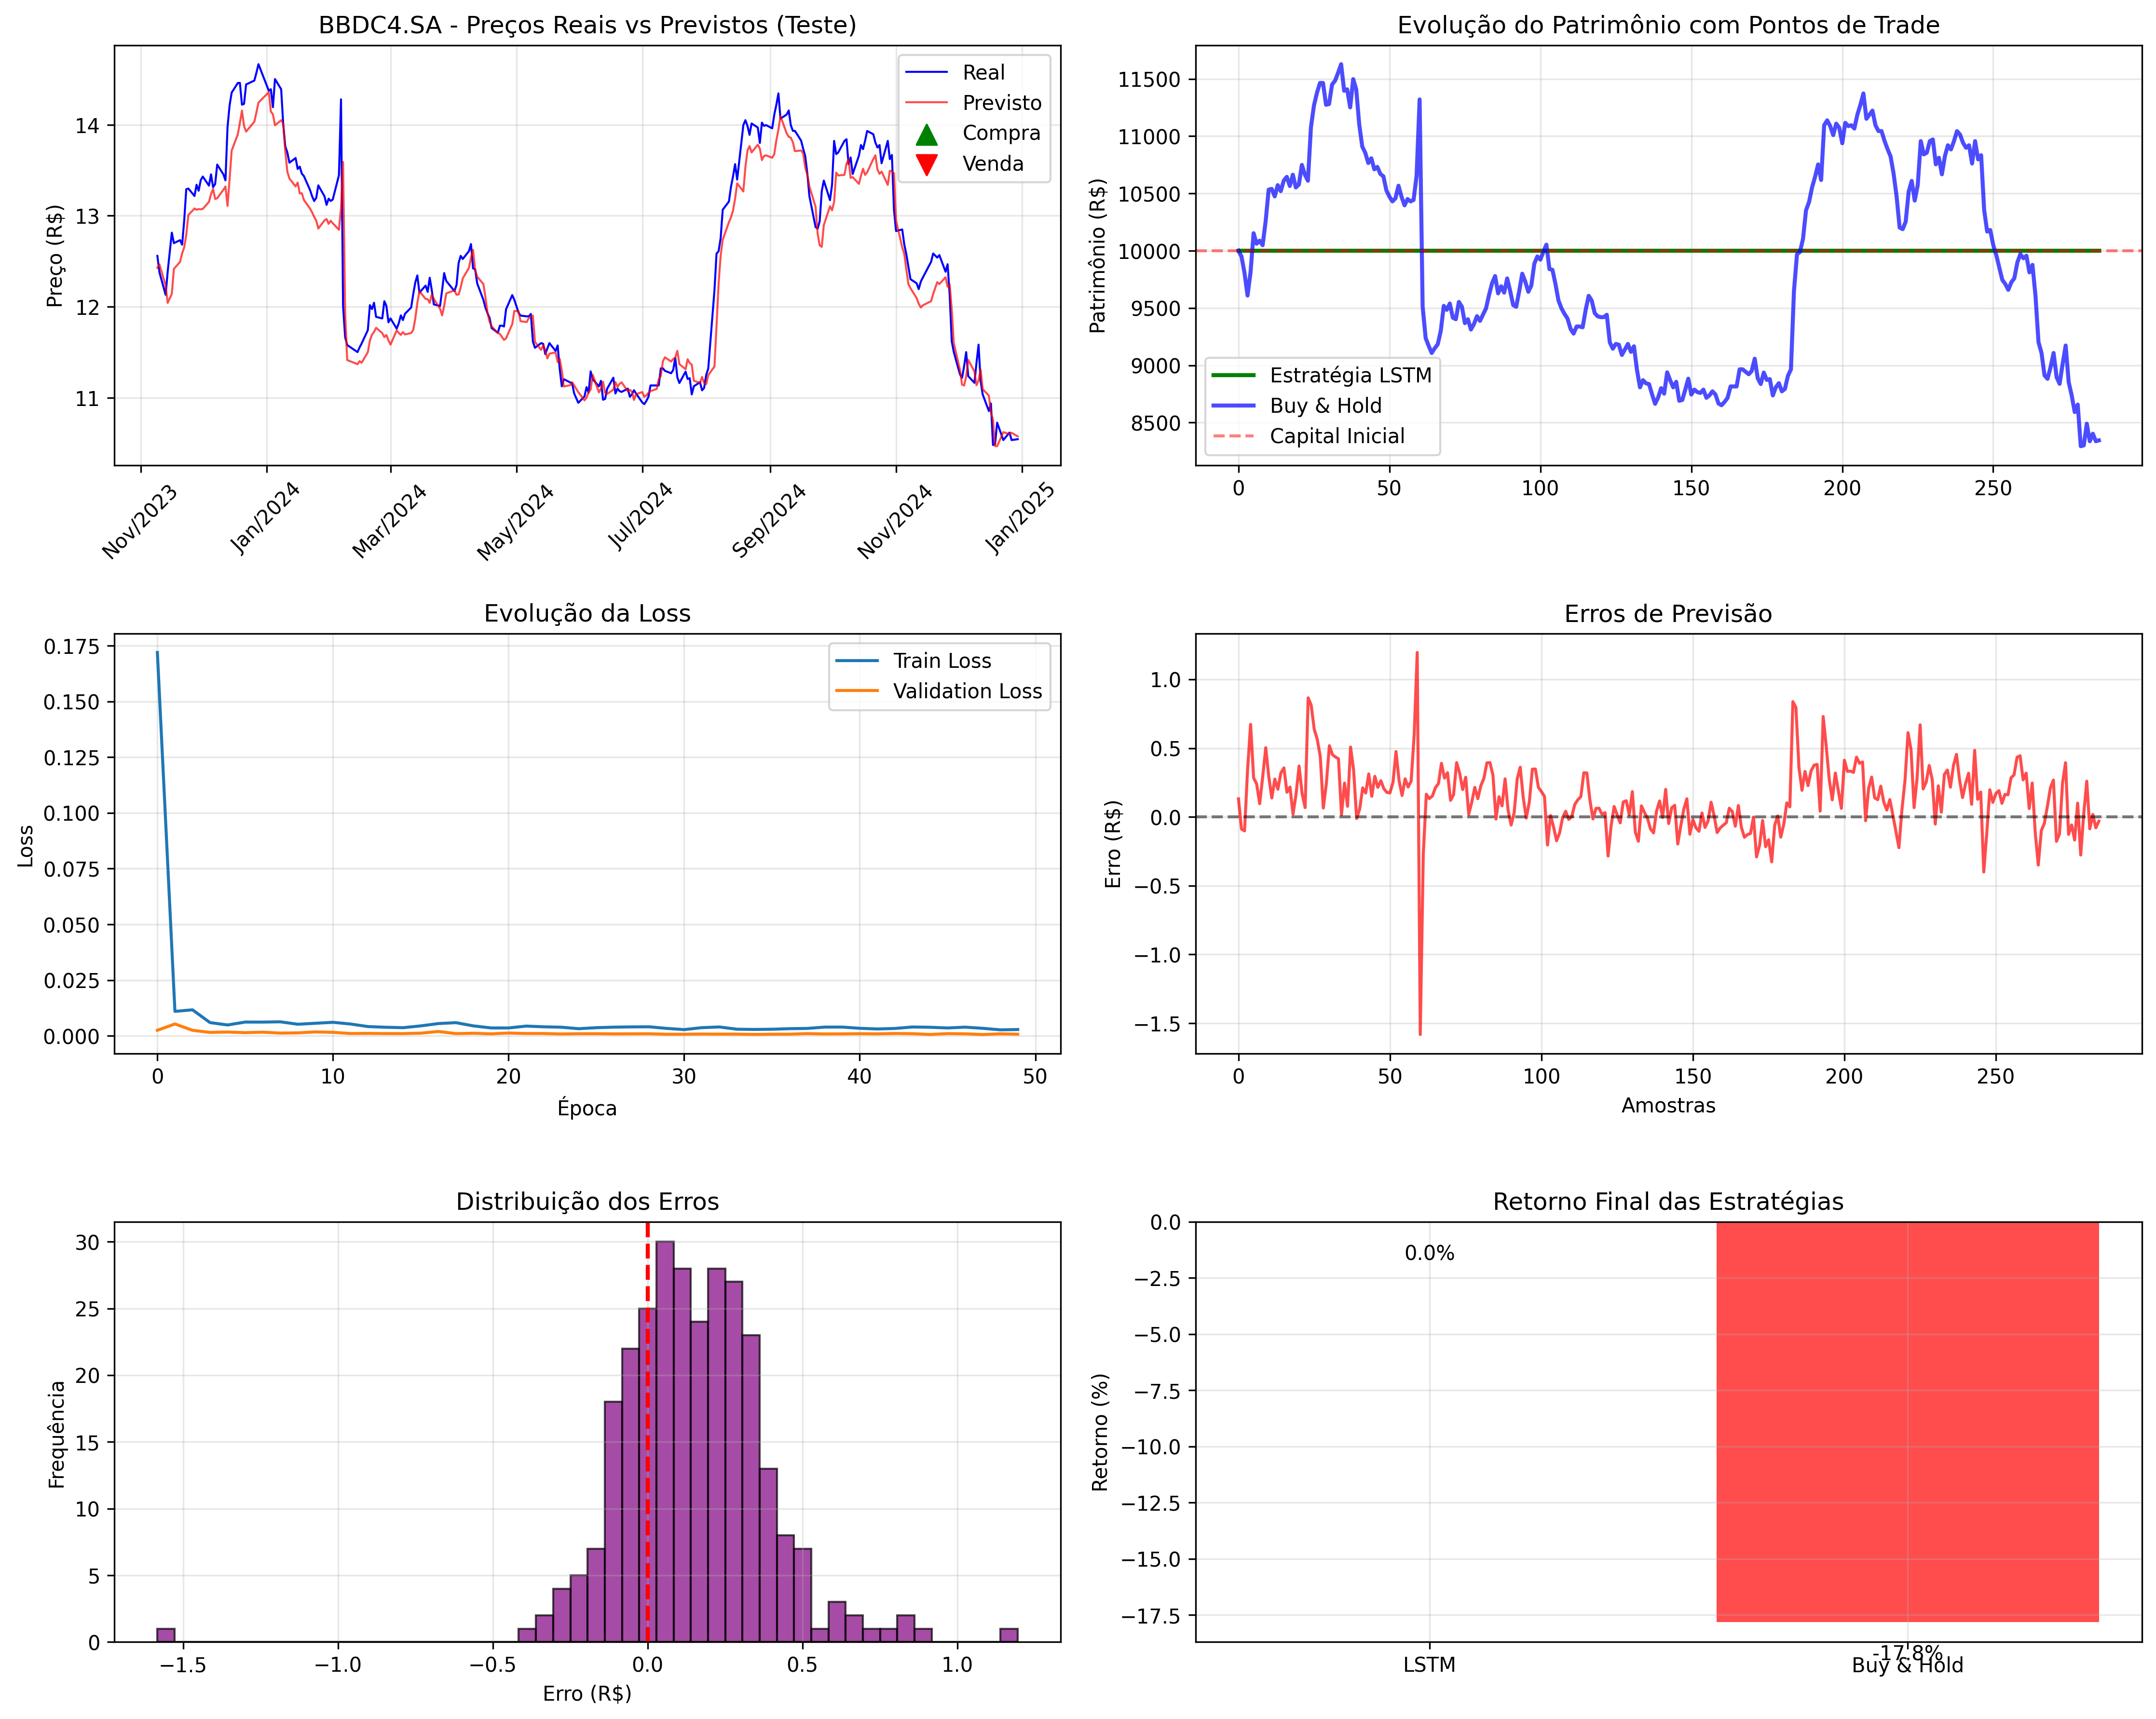 BBDC4.SA - Preços Reais vs Previstos (Teste)
Preço (R$)
14
13
12
11
Real
Previsto
Compra
Venda
Nov/2023
Jan/2024
Mar/2024
May/2024
Jul/2024
Sep/2024
Nov/2024
Jan/2025
Evolução do Patrimônio com Pontos de Trade
Patrimônio (R$)
11500
11000
10500
10000
9500
9000
8500
Estratégia LSTM
Buy & Hold
Capital Inicial
0
50
100
150
200
250
Evolução da Loss
Loss
0.175
0.150
0.125
0.100
0.075
0.050
0.025
0.000
Train Loss
Validation Loss
0
10
20
30
40
50
Época
Erros de Previsão
Erro (R$)
1.0
0.5
0.0
−0.5
−1.0
−1.5
0
50
100
150
200
250
Amostras
Distribuição dos Erros
Frequência
30
25
20
15
10
5
0
−1.5
−1.0
−0.5
0.0
0.5
1.0
Erro (R$)
Retorno Final das Estratégias
Retorno (%)
0.0
−2.5
−5.0
−7.5
−10.0
−12.5
−15.0
−17.5
0.0%
-17.8%
LSTM
Buy & Hold